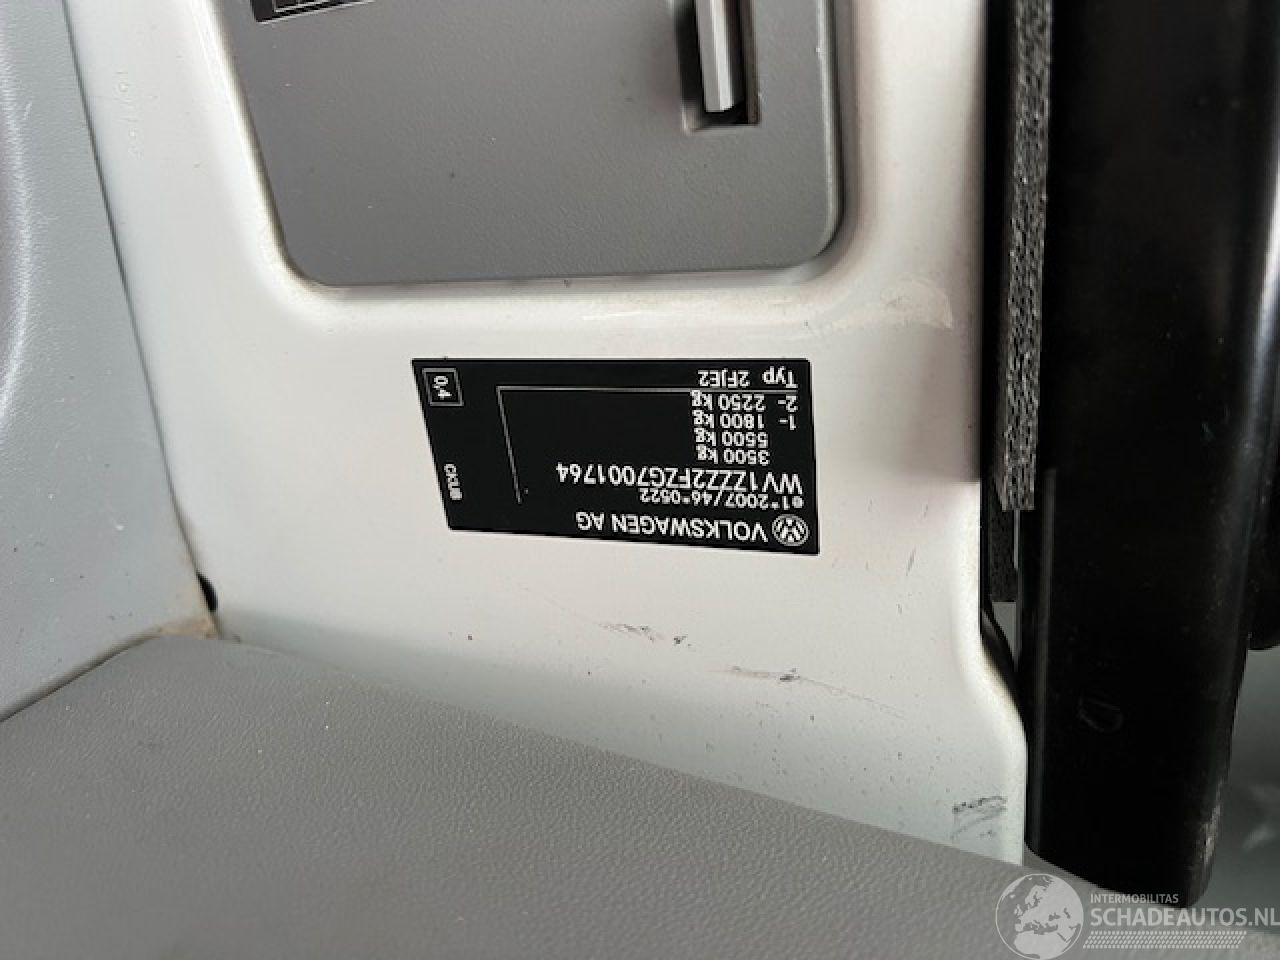 VOLKSWAGEN AG
e1*2007/46*0522
WV1ZZZ2FZG7001764
3500 kg
5500 kg
1- 1800 kg
2- 2250 kg
Typ 2FJE2
CKUB
0,4
INTERMOBILITAS
SCHADEAUTOS.NL